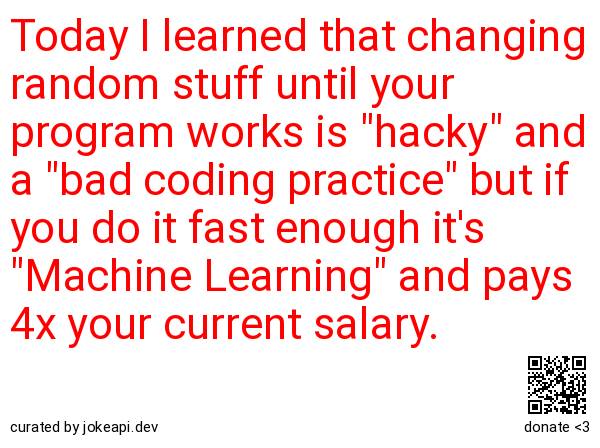 Today I learned that changing
random stuff until your
program works is "hacky" and
a "bad coding practice" but if
you do it fast enough it's
"Machine Learning" and pays
4x your current salary.
curated by jokeapi.dev
donate <3